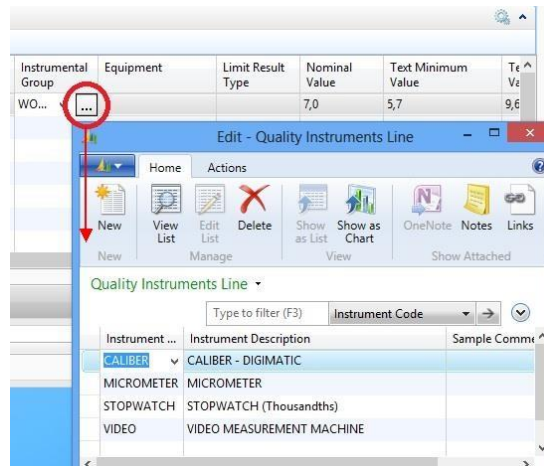 Instrumental Equipment Limit Result Nominal Text Minimum Te
Group Type Value Value Va
WO... ... 7,0 5,7 9,6
Edit - Quality Instruments Line
Home Actions
New View Edit Delete Show Show as OneNote Notes Links
List List as List Chart
New Manage View Show Attached
Quality Instruments Line
Type to filter (F3) Instrument Code
Instrument ... Instrument Description Sample Comme
CALIBER CALIBER - DIGIMATIC
MICROMETER MICROMETER
STOPWATCH STOPWATCH (Thousandths)
VIDEO VIDEO MEASUREMENT MACHINE